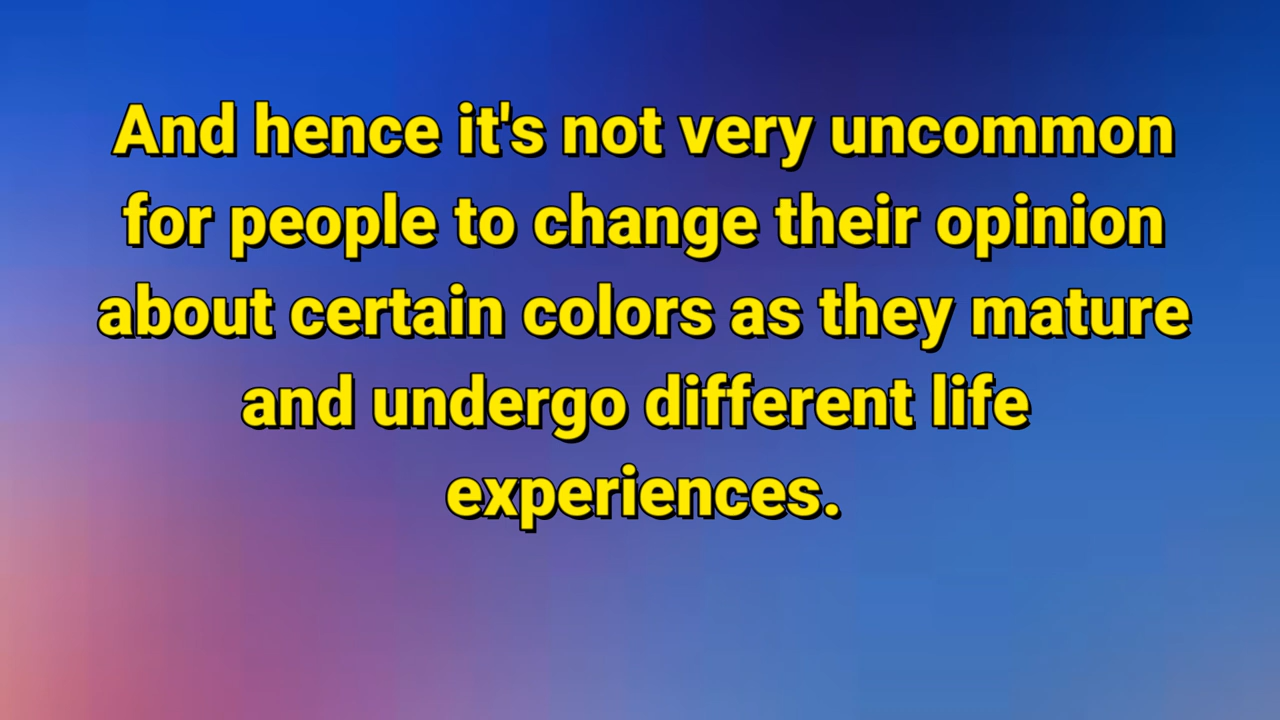 And hence it's not very uncommon
for people to change their opinion
about certain colors as they mature
and undergo different life
experiences.